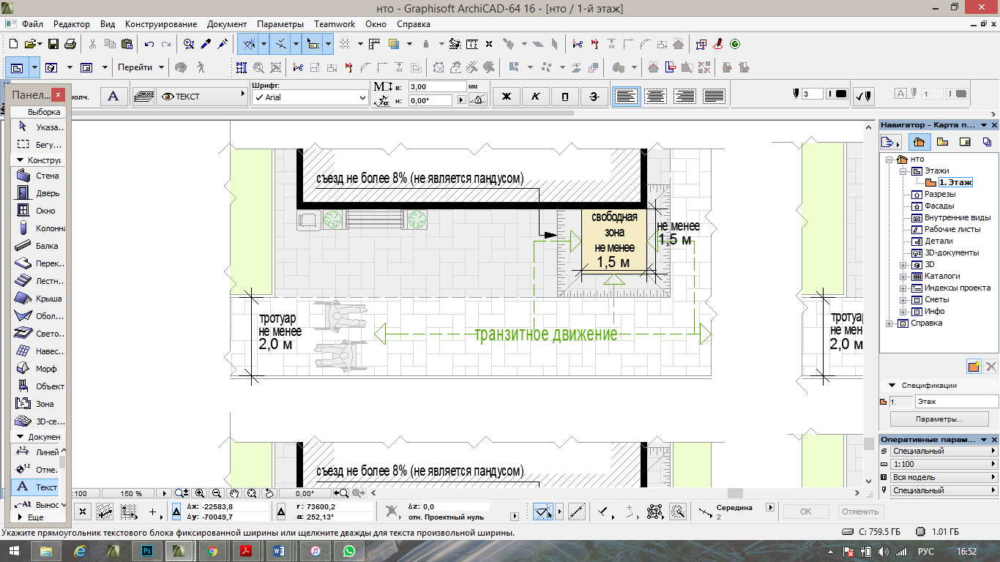 нто - Graphisoft ArchiCAD-64 16 - [нто / 1-й этаж]
Файл Редактор Вид Конструирование Документ Параметры Teamwork Окно Справка
Перейти
Панел...
молч.
ТЕКСТ
Шрифт:
Arial
в: 3,00 мм
н: 0,00°
Ж К П З
3 1
1
Выборка
Указа...
Бегу...
Констру
Стена
Дверь
Окно
Колонн
Балка
Перек...
Лестн...
Крыша
Обол...
Свето...
Навес...
Морф
Объект
Зона
3D-се...
Докумен
Линей
Отме.
Текст
Вынос
Еще
съезд не более 8% (не является пандусом)
свободная
зона
не менее
1,5 м
не менее
1,5 м
тротуар
не менее
2,0 м
транзитное движение
тротуар
не менее
2,0 м
съезд не более 8% (не является пандусом)
Навигатор - Карта п...
нто
Этажи
1. Этаж
Разрезы
Фасады
Внутренние виды
Рабочие листы
Детали
3D-документы
3D
Каталоги
Индексы проекта
Сметы
Инфо
Справка
Спецификации
1. Этаж
Параметры...
Оперативные парам...
Специальный
1:100
Вся модель
Специальный
:100 150 % 0,00°
Δx: -22583,8
Δy: -70049,7
r: 73600,2
a: 252,13°
Δz: 0,0
отн. Проектный нуль
Середина
2
ОК Отменить
Укажите прямоугольник текстового блока фиксированной ширины или щелкните дважды для текста произвольной ширины.
C: 759.5 ГБ 1.01 ГБ
РУС 16:52